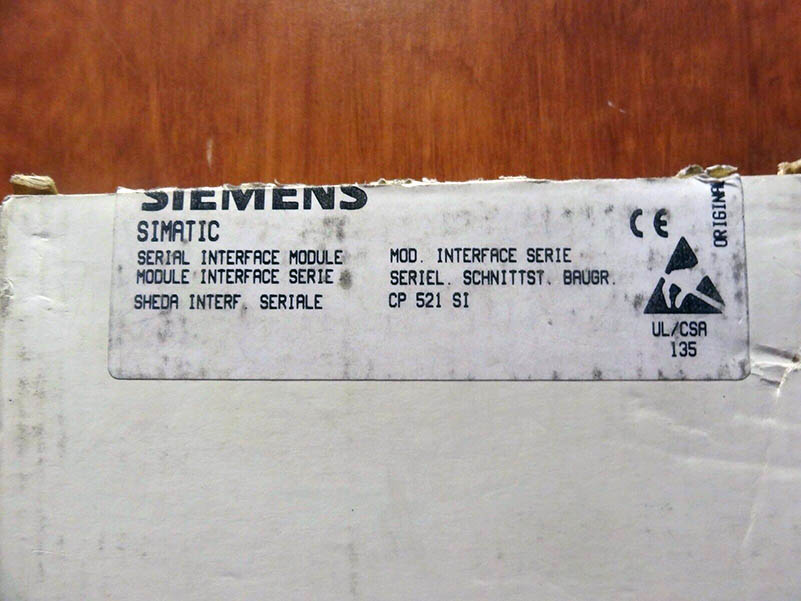 SIEMENS
SIMATIC
SERIAL INTERFACE MODULE
MODULE INTERFACE SERIE
SHEDA INTERF. SERIALE
MOD. INTERFACE SERIE
SERIEL. SCHNITTST. BAUGR.
CP 521 SI
CE
UL/CSA
135